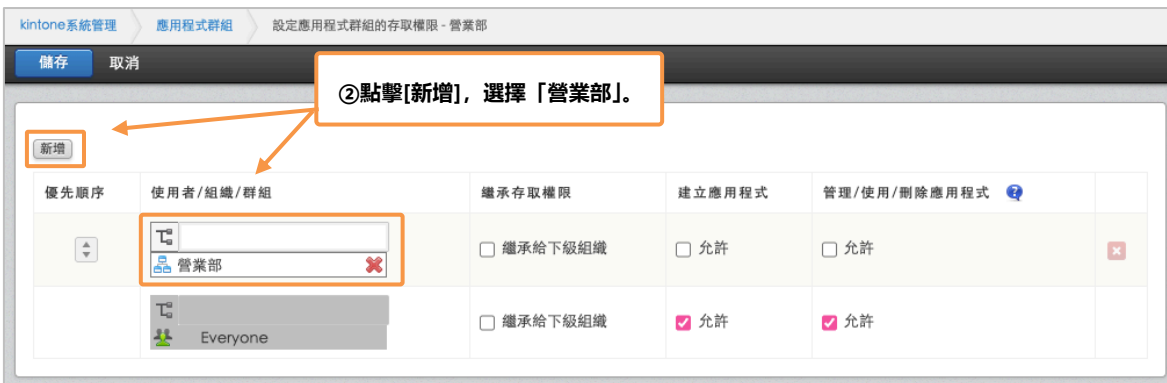 kintone系統管理 應用程式群組 設定應用程式群組的存取權限 - 營業部
儲存 取消
②點擊[新增]，選擇「營業部」。
新增
優先順序 使用者/組織/群組 繼承存取權限 建立應用程式 管理/使用/刪除應用程式
營業部 繼承給下級組織 允許 允許
Everyone 繼承給下級組織 允許 允許